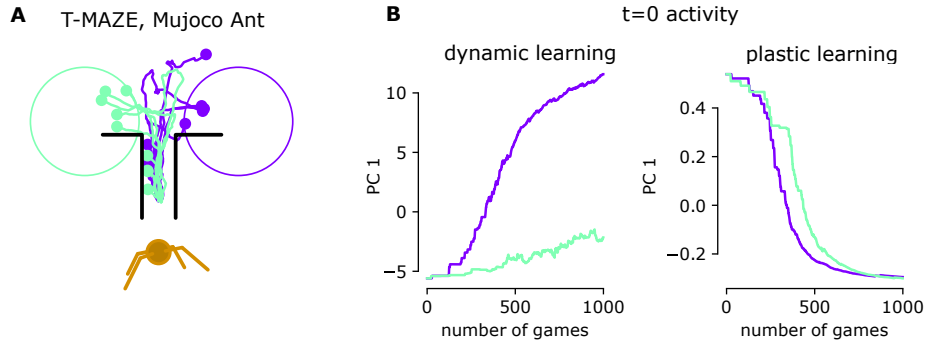 A
T-MAZE, Mujoco Ant
B
t=0 activity
dynamic learning
PC 1
10
5
0
−5
0
500
1000
number of games
plastic learning
PC 1
0.4
0.2
0.0
−0.2
0
500
1000
number of games